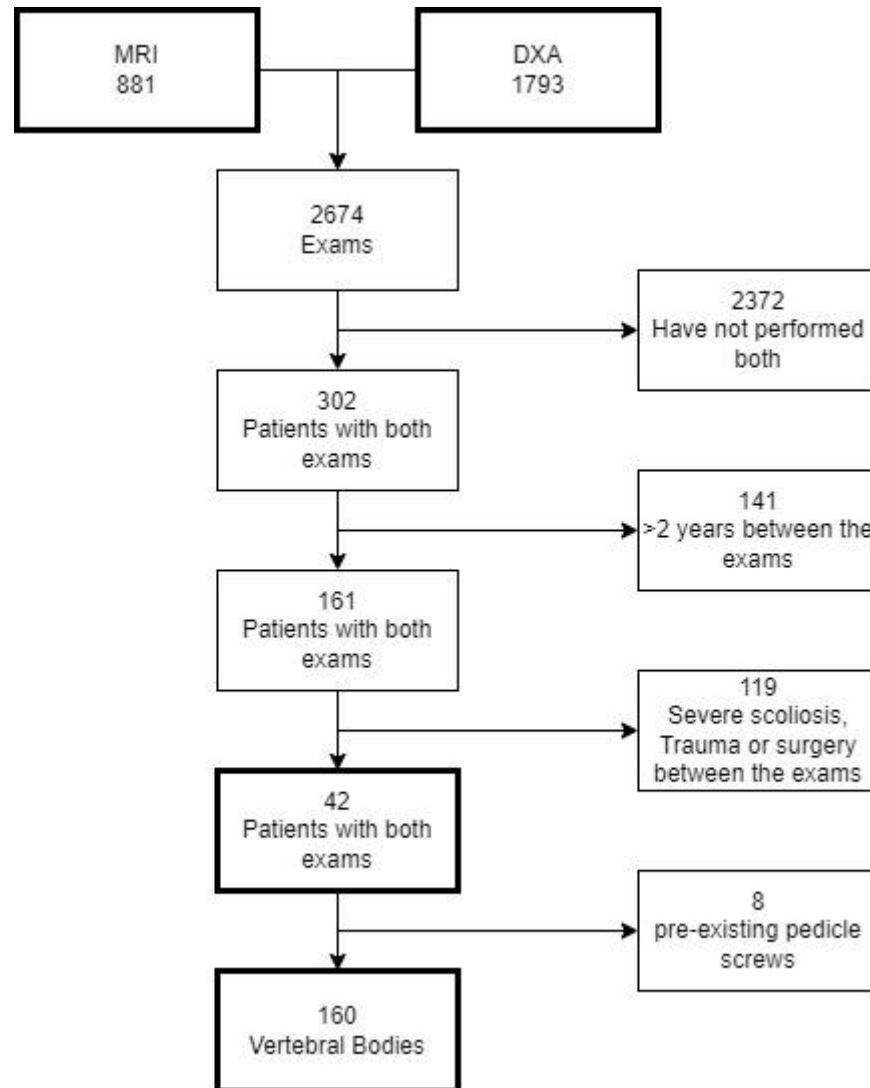 MRI
881
DXA
1793
2674
Exams
2372
Have not performed
both
302
Patients with both
exams
141
>2 years between the
exams
161
Patients with both
exams
119
Severe scoliosis,
Trauma or surgery
between the exams
42
Patients with both
exams
8
pre-existing pedicle
screws
160
Vertebral Bodies